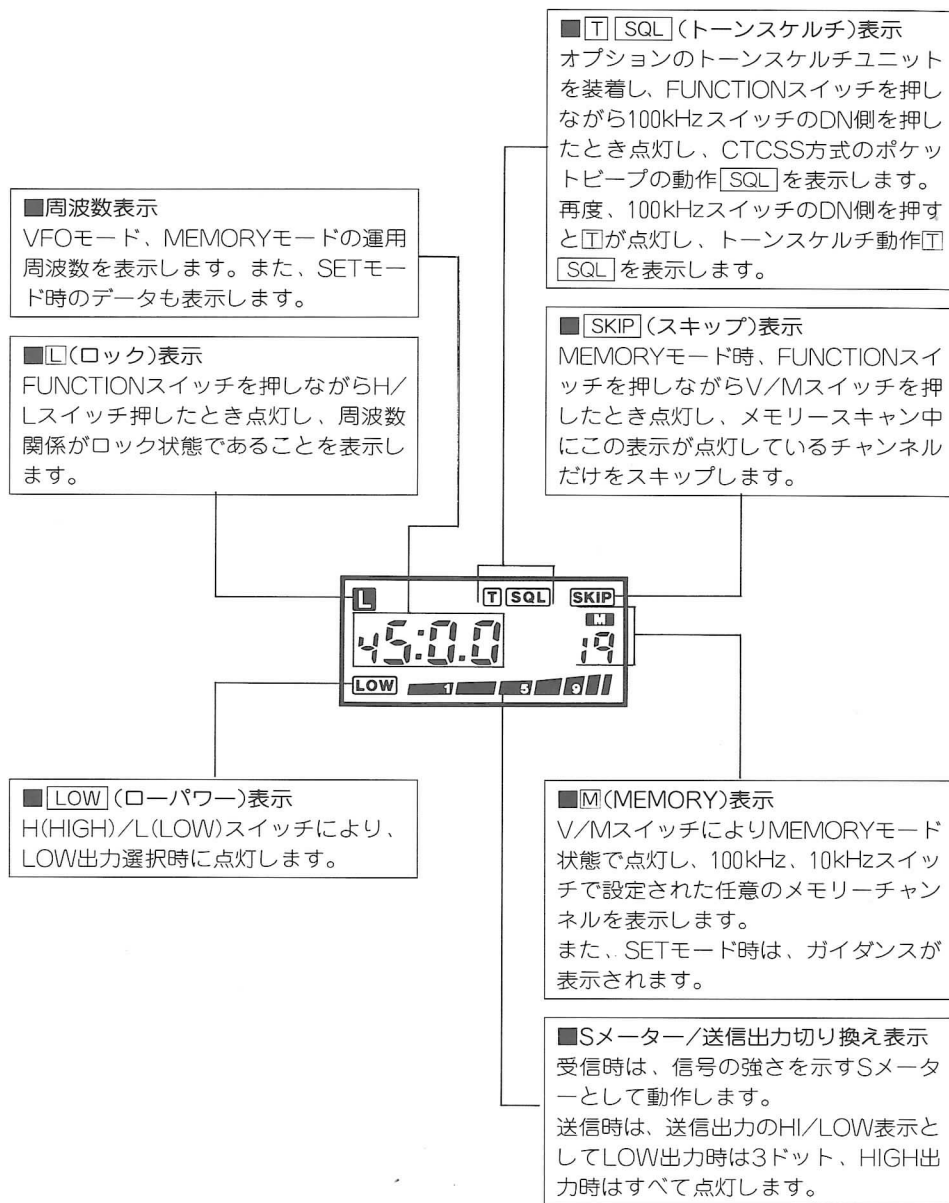 ■T SQL(トーンスケルチ)表示
オプションのトーンスケルチユニット
を装着し、FUNCTIONスイッチを押し
ながら100kHzスイッチのDN側を押し
たとき点灯し、CTCSS方式のポケッ
トビープの動作SQLを表示します。
再度、100kHzスイッチのDN側を押す
とTが点灯し、トーンスケルチ動作T
SQLを表示します。
■周波数表示
VFOモード、MEMORYモードの運用
周波数を表示します。また、SETモー
ド時のデータも表示します。
■L(ロック)表示
FUNCTIONスイッチを押しながらH/
Lスイッチ押したとき点灯し、周波数
関係がロック状態であることを表示し
ます。
■SKIP(スキップ)表示
MEMORYモード時、FUNCTIONスイ
ッチを押しながらV/Mスイッチを押
したとき点灯し、メモリースキャン中
にこの表示が点灯しているチャンネル
だけをスキップします。
L T SQL SKIP
M
45:0.0 19
LOW 1 5 9
■LOW(ローパワー)表示
H(HIGH)/L(LOW)スイッチにより、
LOW出力選択時に点灯します。
■M(MEMORY)表示
V/MスイッチによりMEMORYモード
状態で点灯し、100kHz、10kHzスイッ
チで設定された任意のメモリーチャン
ネルを表示します。
また、SETモード時は、ガイダンスが
表示されます。
■Sメーター/送信出力切り換え表示
受信時は、信号の強さを示すSメータ
ーとして動作します。
送信時は、送信出力のHI/LOW表示と
してLOW出力時は3ドット、HIGH出
力時はすべて点灯します。